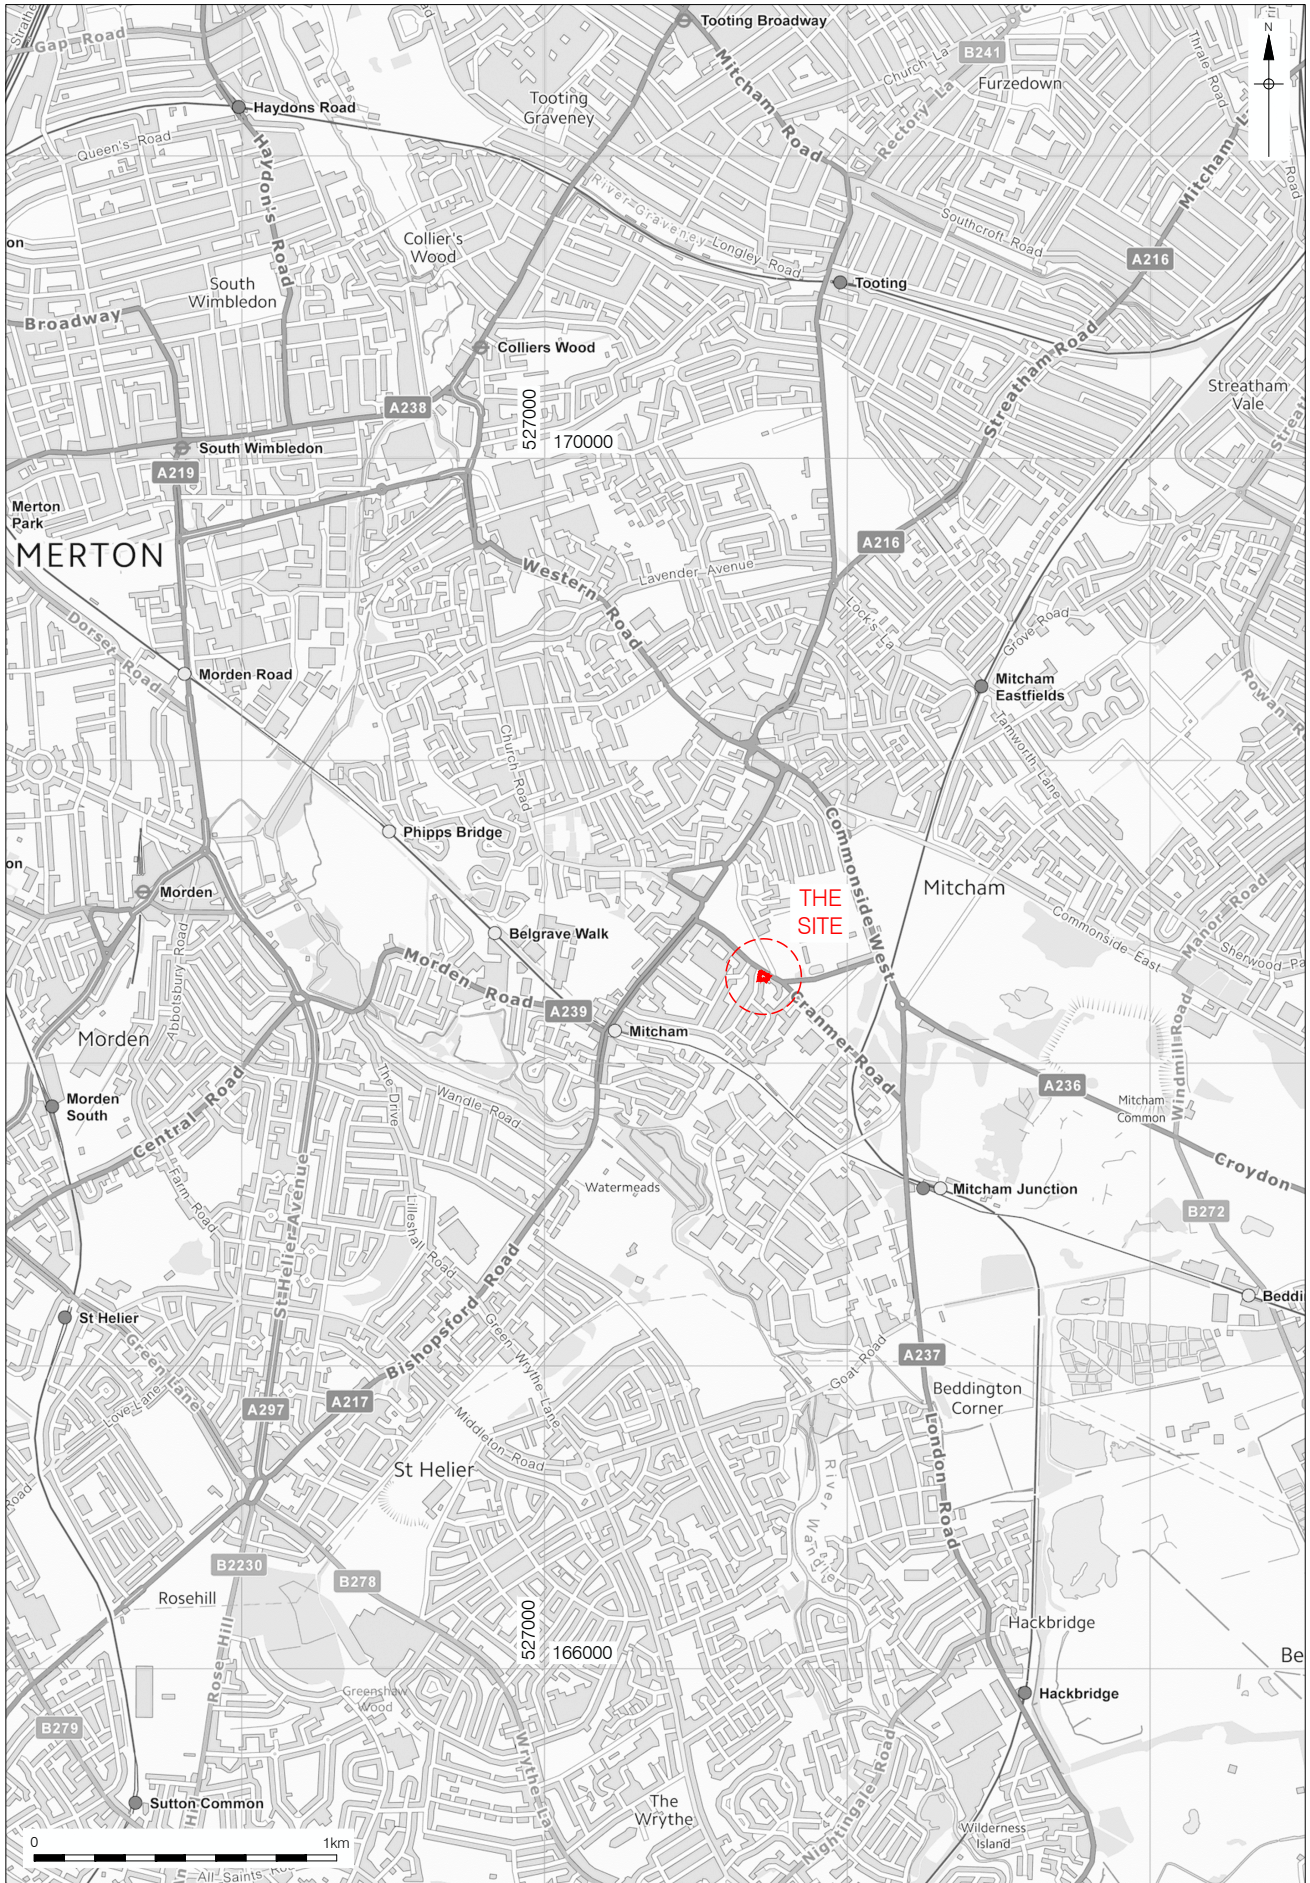 Tooting Broadway
Gap Road
B241
N
Church La
Mitcham Road
Furzedown
Thrale Road
Tooting
Graveney
Haydons Road
Rectory La
Queen's Road
Haydon's Road
Mitcham L
Road
River Graveney
Longley Road
Southcroft Road
on
Collier's
Wood
A216
South
Wimbledon
Tooting
Broadway
Colliers Wood
Streatham Road
Streatham
Vale
A238
527000
170000
South Wimbledon
A219
Merton
Park
MERTON
A216
Western Road
Lavender Avenue
Lock's La
Grove Road
Dorset Road
Morden Road
Mitcham
Eastfields
Rowan R
Church Road
Tamworth Lane
Phipps Bridge
Commonside West
on
Morden
THE
SITE
Mitcham
Manor Road
Commonside East
Sherwood Pa
Belgrave Walk
Abbotsbury Road
Morden Road
A239
Cranmer Road
Mitcham
Morden
Windmill Road
A236
Mitcham
Common
Morden
South
The Drive
Wandle Road
Central Road
Croydon
Farm Road
Watermeads
Mitcham Junction
B272
St Helier Avenue
Lilleshall Road
Beddi
St Helier
Bishopsford Road
Green Wrythe Lane
Green Lane
Goat Road
A237
Beddington
Corner
Love Lane
A297
A217
Middleton Road
London Road
St Helier
River Wandle
Road
B2230
B278
Rosehill
527000
166000
Hackbridge
Rose Hill
Be
Greenshaw
Wood
Hackbridge
B279
Wrythe La
Nightingale Road
Sutton Common
The
Wrythe
Wilderness
Island
0
1km
All Saints Ro